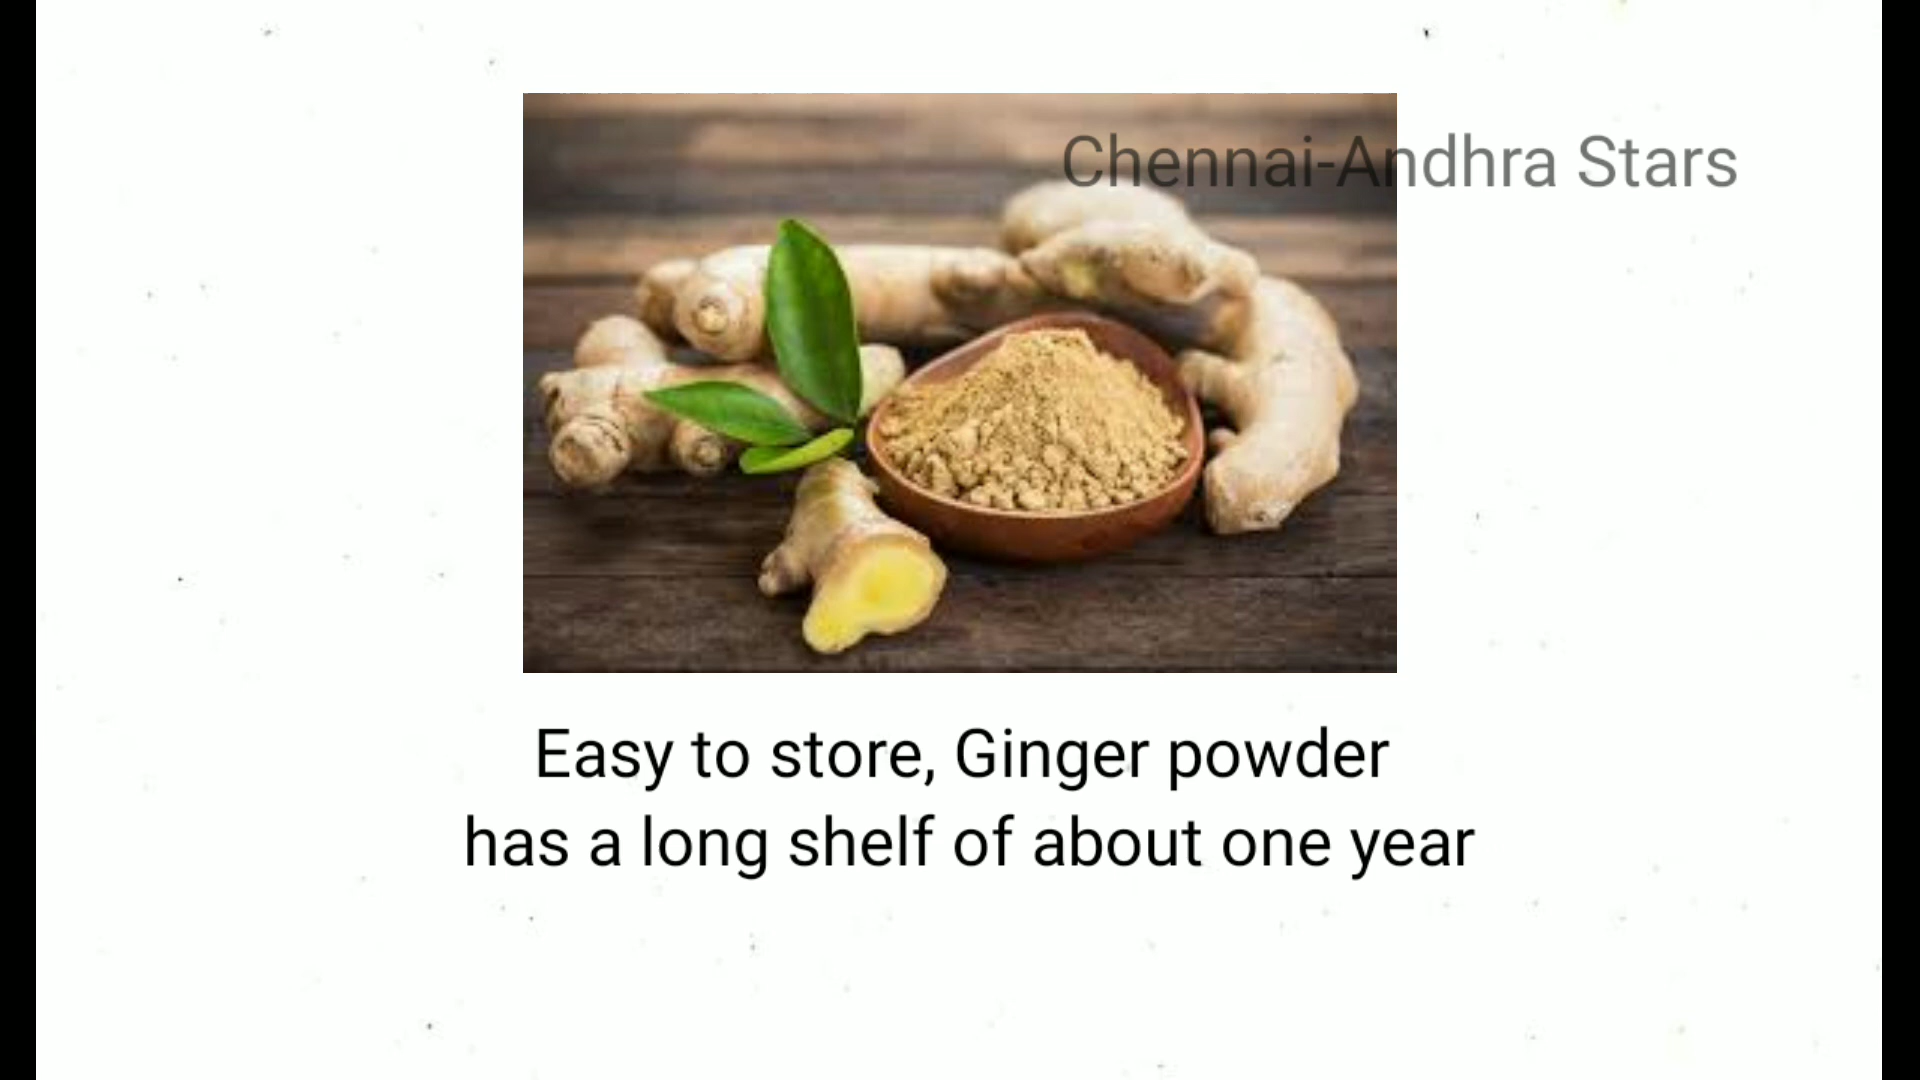 Chennai-Andhra Stars
Easy to store, Ginger powder
has a long shelf of about one year